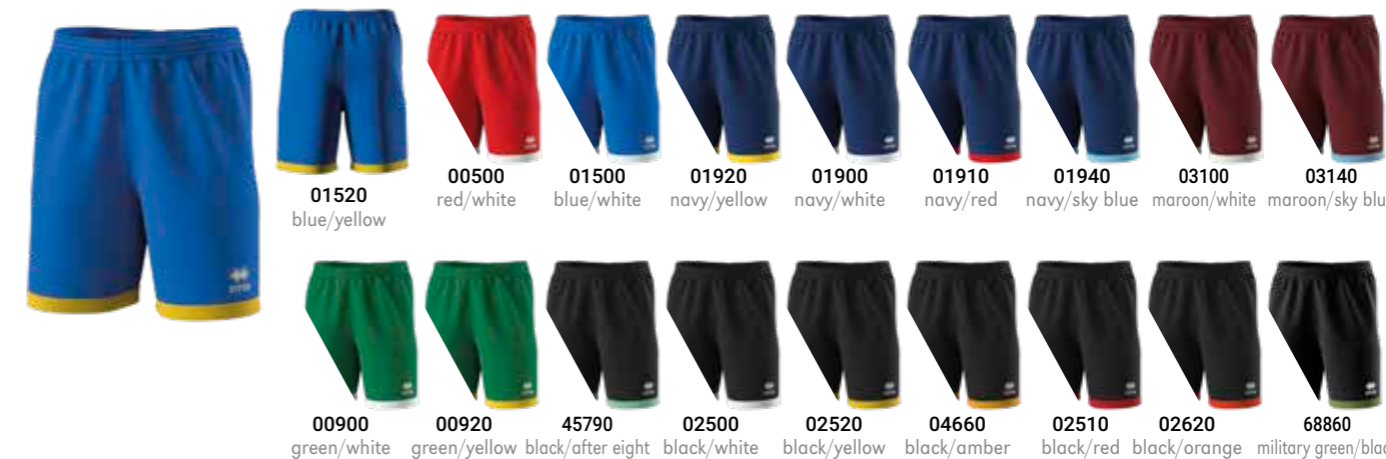 01520
blue/yellow
00500
red/white
01500
blue/white
01920
navy/yellow
01900
navy/white
01910
navy/red
01940
navy/sky blue
03100
maroon/white
03140
maroon/sky blu
00900
green/white
00920
green/yellow
45790
black/after eight
02500
black/white
02520
black/yellow
04660
black/amber
02510
black/red
02620
black/orange
68860
military green/blac